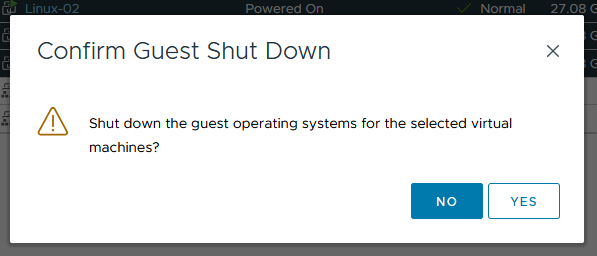 Linux-02 Powered On Normal 27.08 G
Confirm Guest Shut Down
Shut down the guest operating systems for the selected virtual
machines?
NO YES